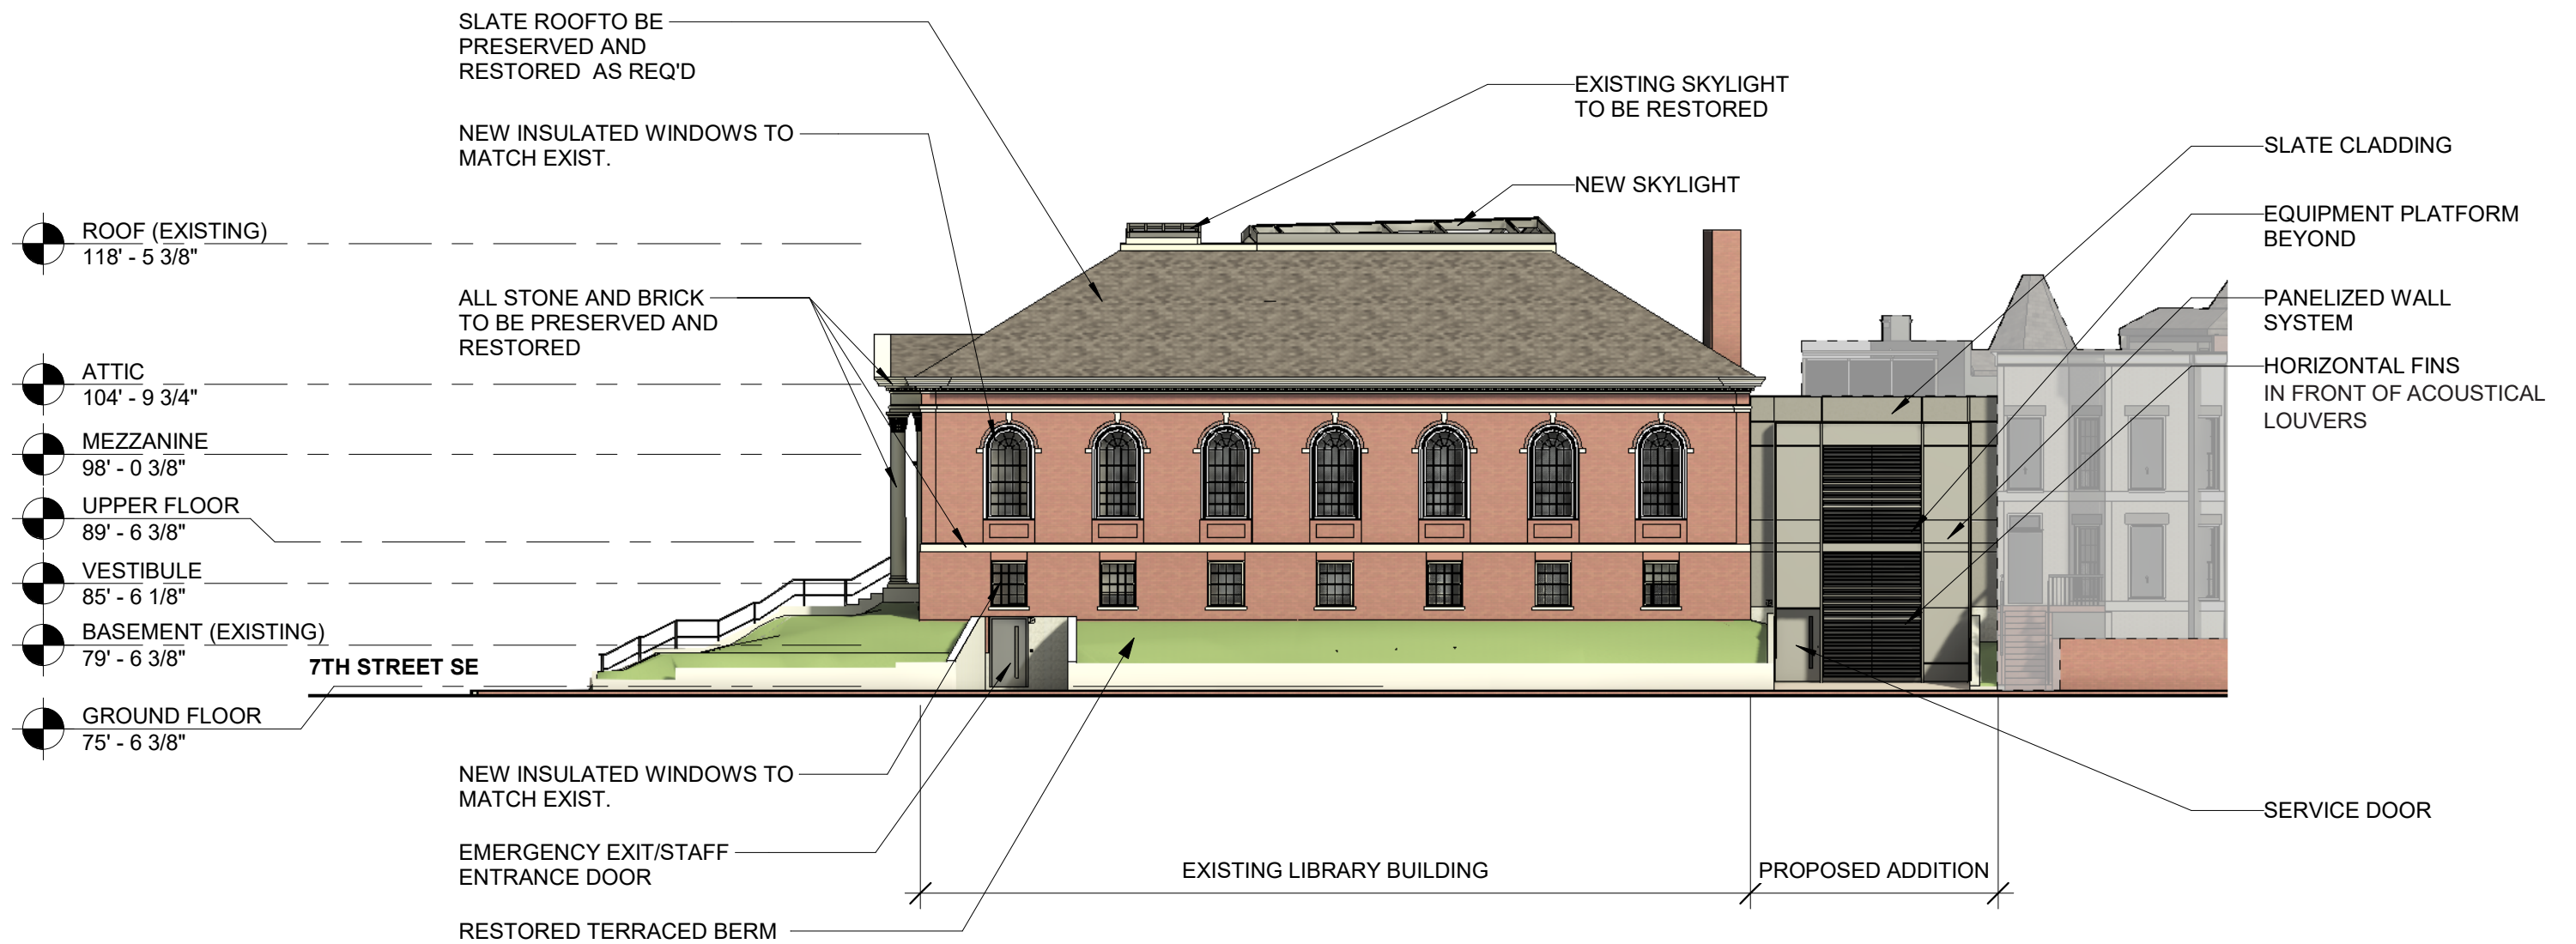 SLATE ROOFTO BE
PRESERVED AND
RESTORED  AS REQ'D
NEW INSULATED WINDOWS TO
MATCH EXIST.
ALL STONE AND BRICK
TO BE PRESERVED AND
RESTORED
EXISTING SKYLIGHT
TO BE RESTORED
NEW SKYLIGHT
SLATE CLADDING
EQUIPMENT PLATFORM
BEYOND
PANELIZED WALL
SYSTEM
HORIZONTAL FINS
IN FRONT OF ACOUSTICAL
LOUVERS
ROOF (EXISTING)
118' - 5 3/8"
ATTIC
104' - 9 3/4"
MEZZANINE
98' - 0 3/8"
UPPER FLOOR
89' - 6 3/8"
VESTIBULE
85' - 6 1/8"
BASEMENT (EXISTING)
79' - 6 3/8"
7TH STREET SE
GROUND FLOOR
75' - 6 3/8"
NEW INSULATED WINDOWS TO
MATCH EXIST.
EMERGENCY EXIT/STAFF
ENTRANCE DOOR
RESTORED TERRACED BERM
EXISTING LIBRARY BUILDING
PROPOSED ADDITION
SERVICE DOOR